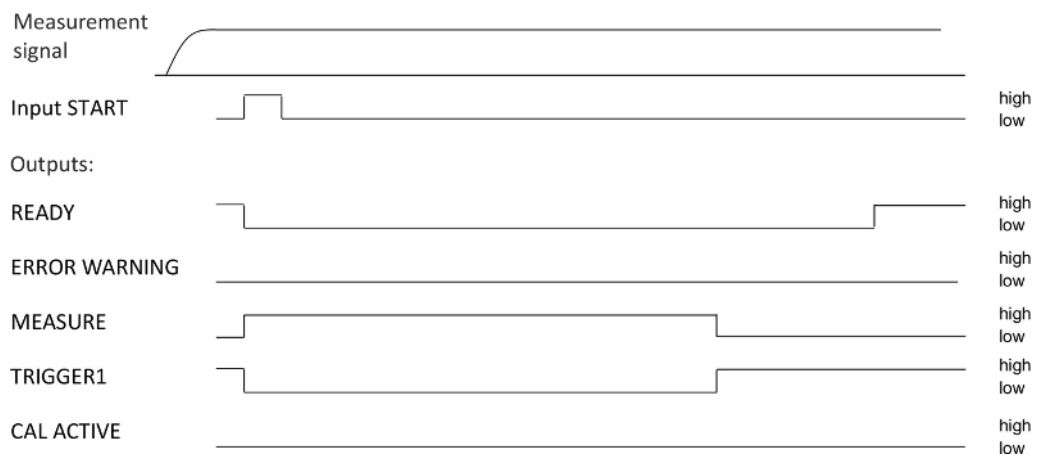 Measurement
signal
Input START
high
low
Outputs:
READY
high
low
ERROR WARNING
high
low
MEASURE
high
low
TRIGGER1
high
low
CAL ACTIVE
high
low